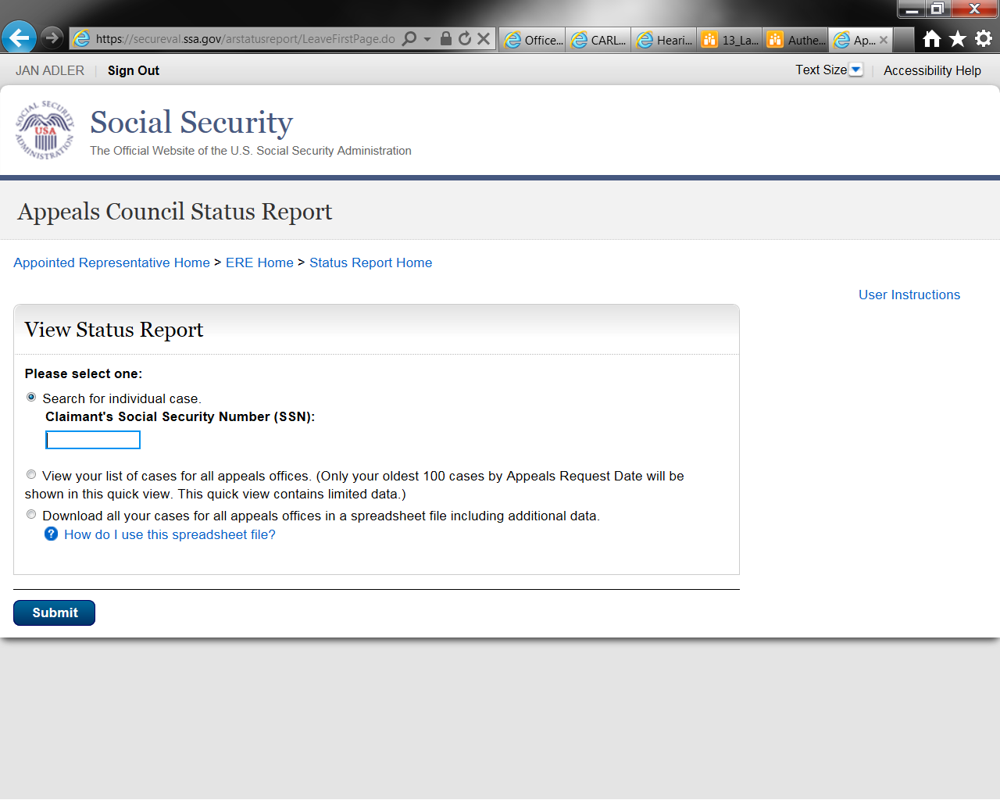 https://secureval.ssa.gov/arstatusreport/LeaveFirstPage.do
Office...
CARL...
Heari...
13_La...
Authe...
Ap...
JAN ADLER
Sign Out
Text Size
Accessibility Help
SOCIAL SECURITY ADMINISTRATION
USA
Social Security
The Official Website of the U.S. Social Security Administration
Appeals Council Status Report
Appointed Representative Home > ERE Home > Status Report Home
User Instructions
View Status Report
Please select one:
Search for individual case.
Claimant's Social Security Number (SSN):
View your list of cases for all appeals offices. (Only your oldest 100 cases by Appeals Request Date will be
shown in this quick view. This quick view contains limited data.)
Download all your cases for all appeals offices in a spreadsheet file including additional data.
? How do I use this spreadsheet file?
Submit